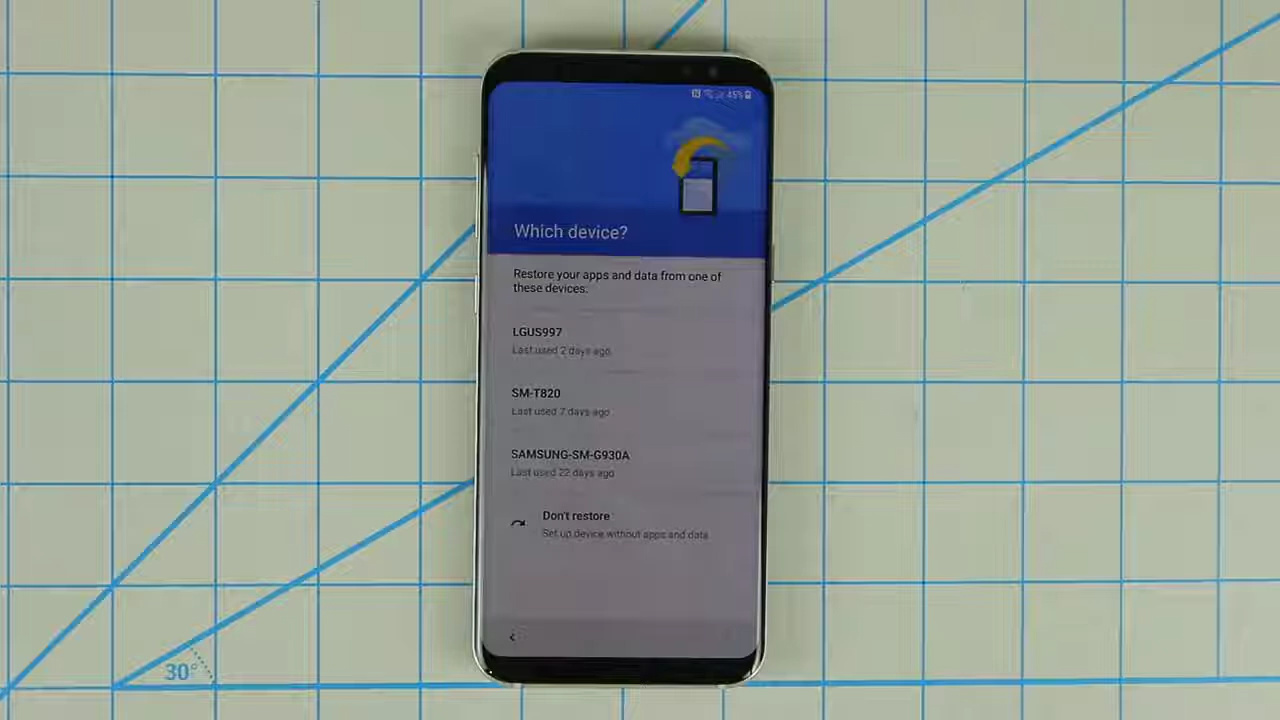 45%
Which device?
Restore your apps and data from one of
these devices:
LGUS997
Last used 2 days ago
SM-T820
Last used 7 days ago
SAMSUNG-SM-G930A
Last used 22 days ago
Don't restore
Set up device without apps and data
30°